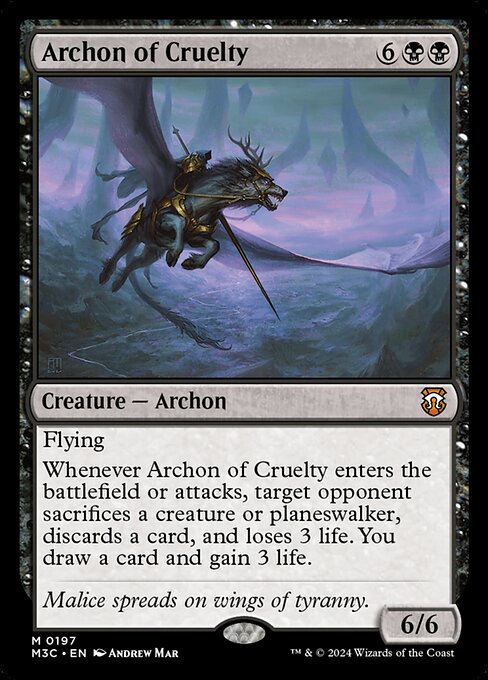 Archon of Cruelty 6
Creature — Archon
Flying
Whenever Archon of Cruelty enters the
battlefield or attacks, target opponent
sacrifices a creature or planeswalker,
discards a card, and loses 3 life. You
draw a card and gain 3 life.
Malice spreads on wings of tyranny.
6/6
M 0197
M3C • EN Andrew Mar ™ & © 2024 Wizards of the Coast